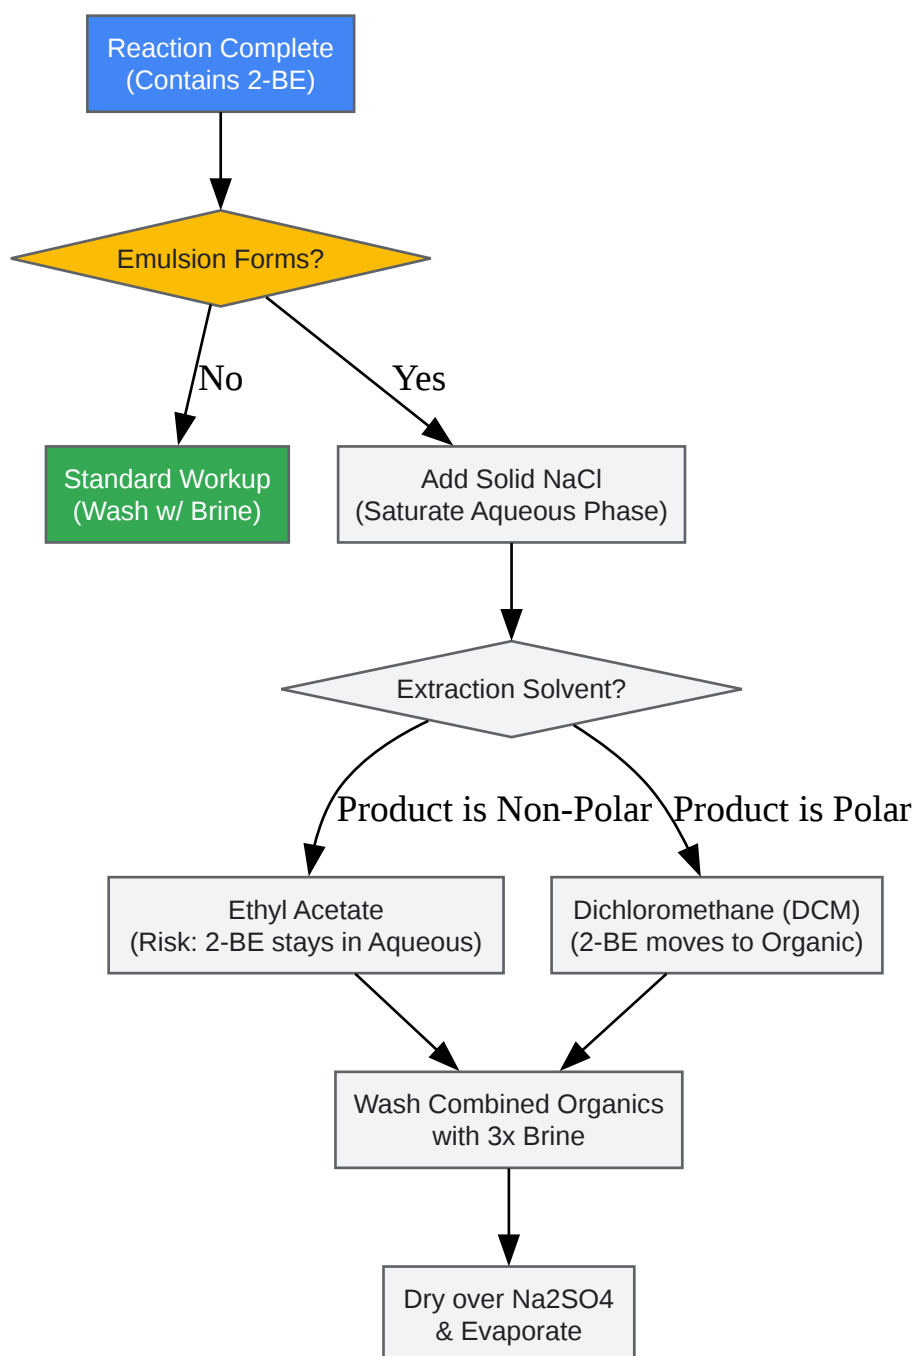 Reaction Complete
(Contains 2-BE)
Emulsion Forms?
No
Yes
Standard Workup
(Wash w/ Brine)
Add Solid NaCl
(Saturate Aqueous Phase)
Extraction Solvent?
Product is Non-Polar
Product is Polar
Ethyl Acetate
(Risk: 2-BE stays in Aqueous)
Dichloromethane (DCM)
(2-BE moves to Organic)
Wash Combined Organics
with 3x Brine
Dry over Na2SO4
& Evaporate